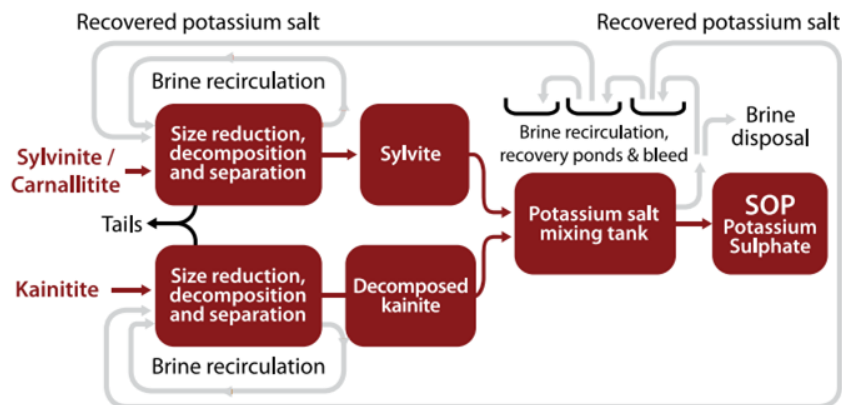 Recovered potassium salt
Recovered potassium salt
Brine recirculation
Size reduction,
decomposition
and separation
Sylvite
Brine recirculation,
recovery ponds & bleed
Brine
disposal
Sylvinite /
Carnallitite
Tails
Potassium salt
mixing tank
SOP
Potassium
Sulphate
Kainitite
Size reduction,
decomposition
and separation
Decomposed
kainite
Brine recirculation